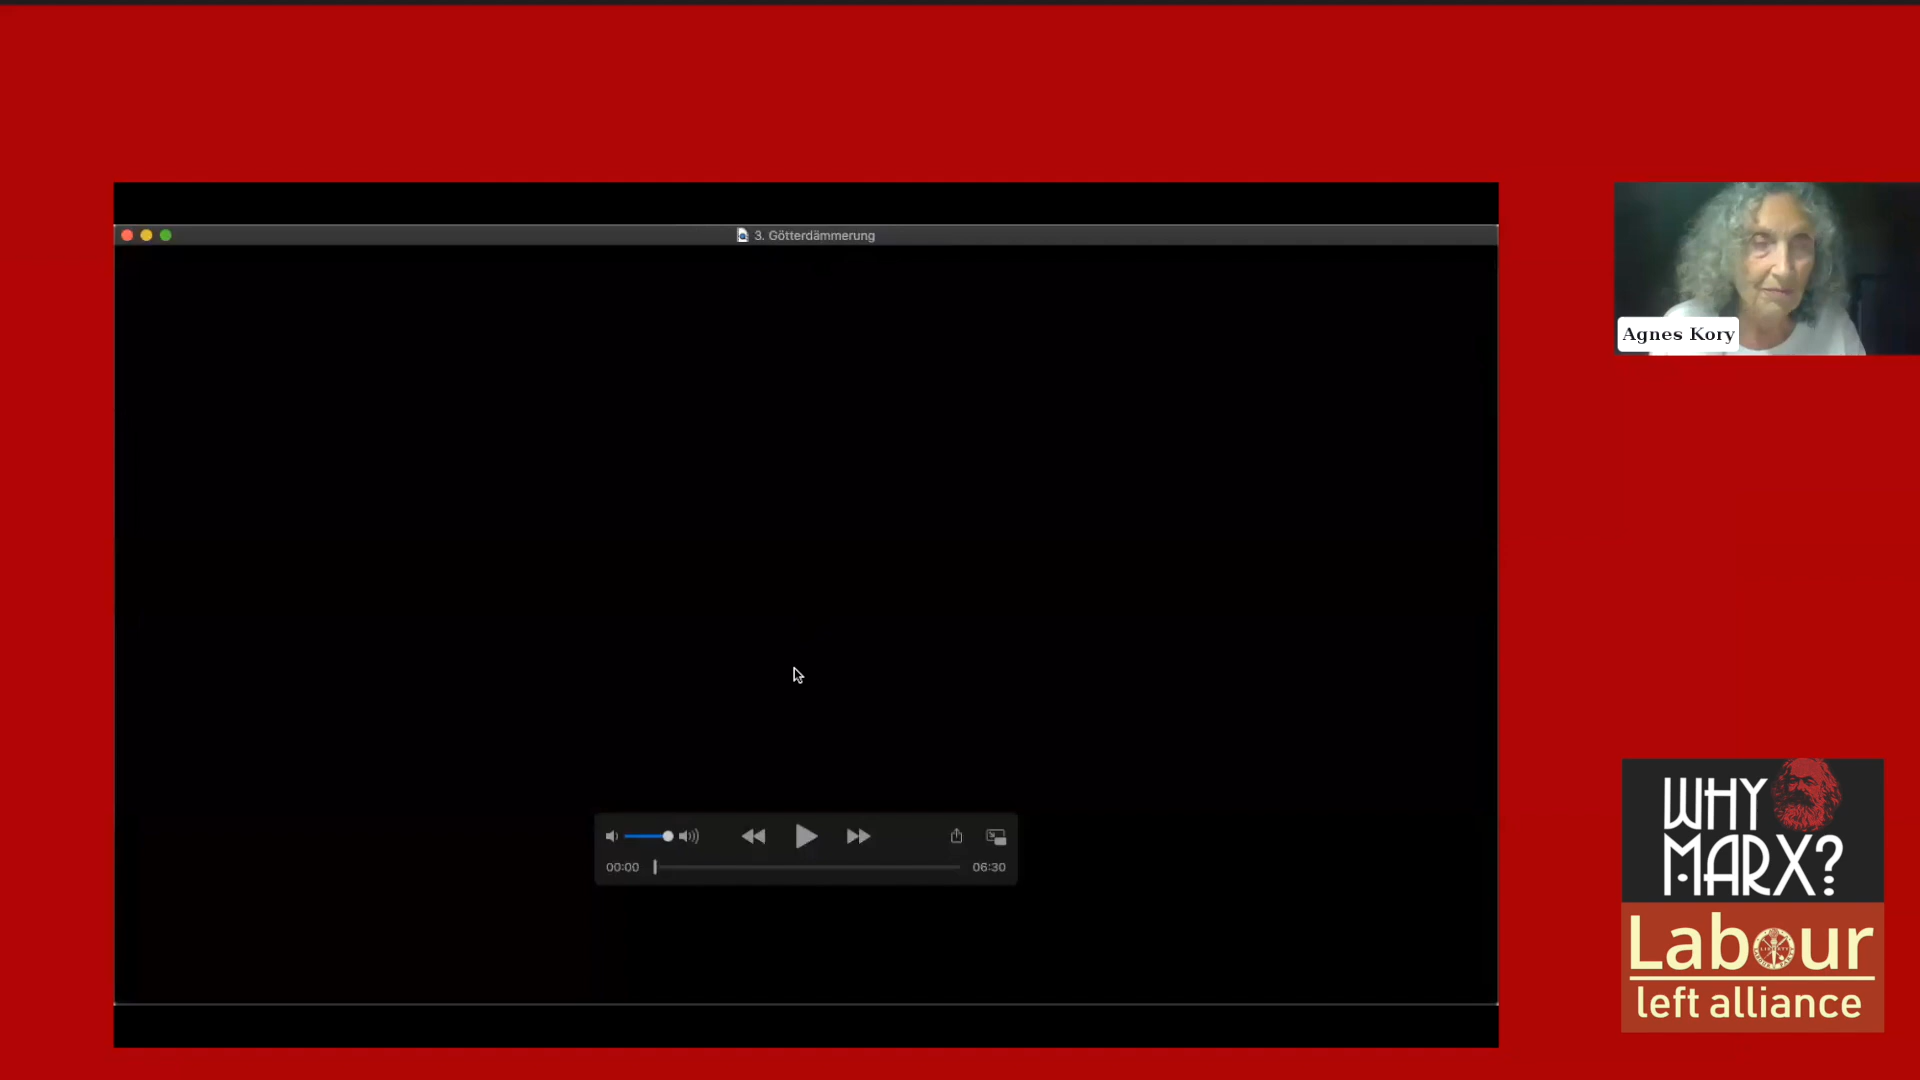 3. Götterdämmerung
Agnes Kory
00:00
06:30
WHY
MARX?
Labour
left alliance